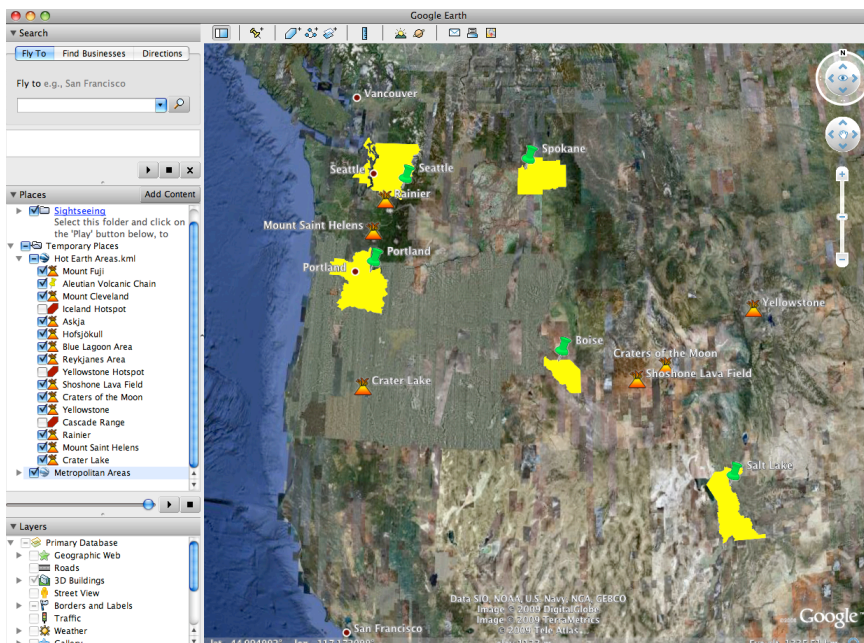 Google Earth
Search
Fly To
Find Businesses
Directions
Fly to e.g., San Francisco
Places
Add Content
Sightseeing
Select this folder and click on
the 'Play' button below, to
Temporary Places
Hot Earth Areas.kml
Mount Fuji
Aleutian Volcanic Chain
Mount Cleveland
Iceland Hotspot
Askja
Hofsjökull
Blue Lagoon Area
Reykjanes Area
Yellowstone Hotspot
Shoshone Lava Field
Craters of the Moon
Yellowstone
Cascade Range
Rainier
Mount Saint Helens
Crater Lake
Metropolitan Areas
Layers
Primary Database
Geographic Web
Roads
3D Buildings
Street View
Borders and Labels
Traffic
Weather
N
Vancouver
Spokane
Seattle
Seattle
Rainier
Mount Saint Helens
Portland
Portland
Yellowstone
Boise
Craters of the Moon
Shoshone Lava Field
Crater Lake
Salt Lake
Data SIO, NOAA, U.S. Navy, NGA, GEBCO
Image © 2009 DigitalGlobe
Image © 2009 TerraMetrics
© 2009 Tele Atlas
Google
San Francisco